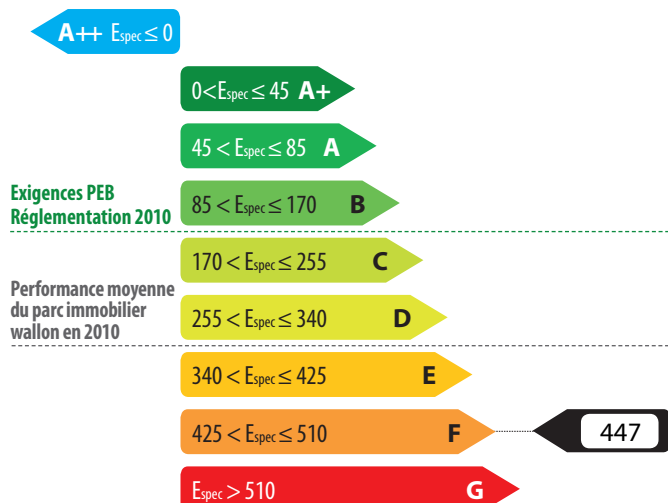 A++ Espec ≤ 0
0<Espec ≤ 45 A+
45 < Espec ≤ 85 A
Exigences PEB
Réglementation 2010
85 < Espec ≤ 170 B
170 < Espec ≤ 255 C
Performance moyenne
du parc immobilier
wallon en 2010
255 < Espec ≤ 340 D
340 < Espec ≤ 425 E
425 < Espec ≤ 510 F
447
Espec > 510 G